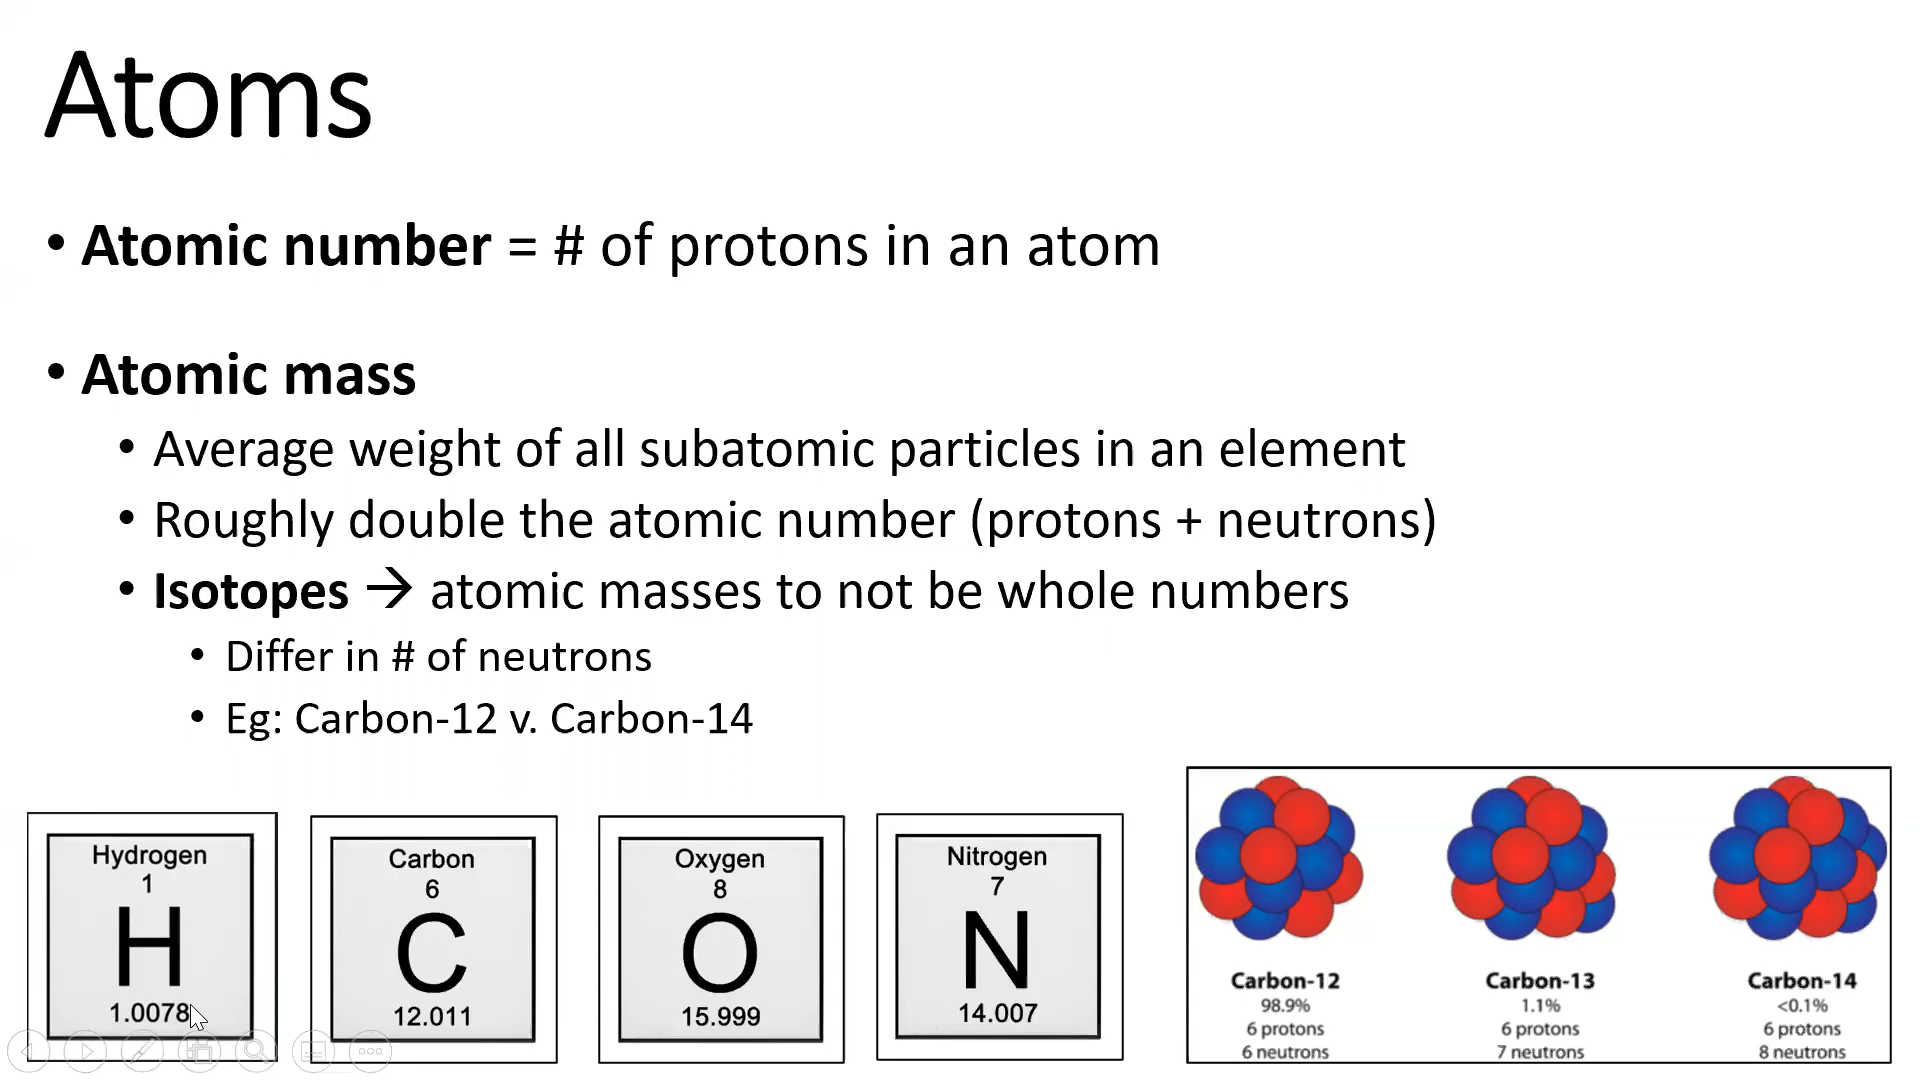 Atoms
• Atomic number = # of protons in an atom
• Atomic mass
• Average weight of all subatomic particles in an element
• Roughly double the atomic number (protons + neutrons)
• Isotopes → atomic masses to not be whole numbers
• Differ in # of neutrons
• Eg: Carbon-12 v. Carbon-14
Hydrogen
1
H
1.0078
Carbon
6
C
12.011
Oxygen
8
O
15.999
Nitrogen
7
N
14.007
Carbon-12
98.9%
6 protons
6 neutrons
Carbon-13
1.1%
6 protons
7 neutrons
Carbon-14
<0.1%
6 protons
8 neutrons